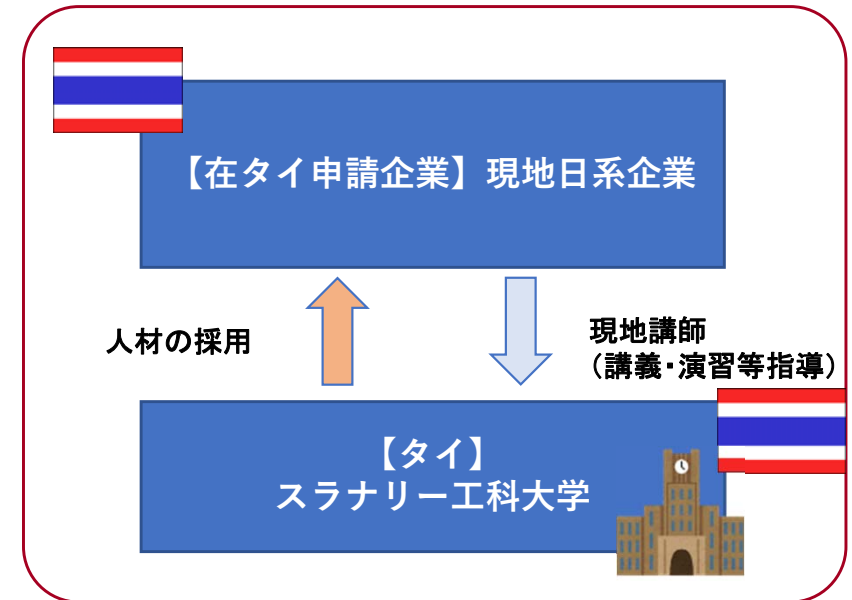 【在タイ申請企業】現地日系企業
人材の採用
現地講師
（講義・演習等指導）
【タイ】
スラナリー工科大学